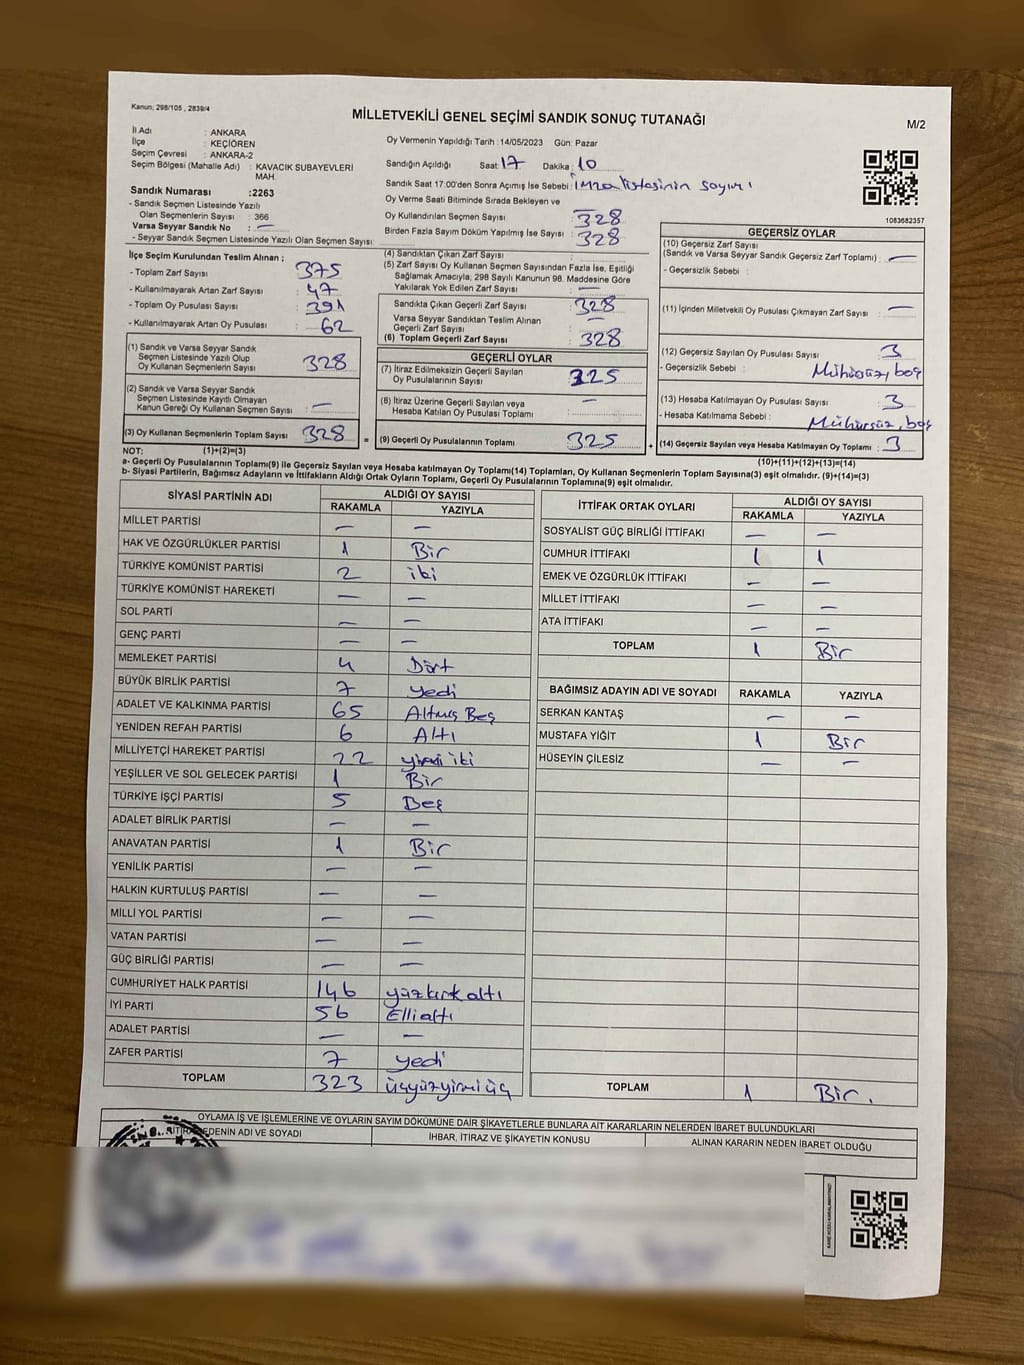 Kanun; 298/105 , 2839/4
MİLLETVEKİLİ GENEL SEÇİMİ SANDIK SONUÇ TUTANAĞI
M/2
İl Adı : ANKARA
İlçe : KEÇİÖREN
Seçim Çevresi : ANKARA-2
Seçim Bölgesi (Mahalle Adı) : KAVACIK SUBAYEVLERİ
MAH.
Sandık Numarası :2263
- Sandık Seçmen Listesinde Yazılı
Olan Seçmenlerin Sayısı : 366
Varsa Seyyar Sandık No : —
- Seyyar Sandık Seçmen Listesinde Yazılı Olan Seçmen Sayısı:
Oy Vermenin Yapıldığı Tarih : 14/05/2023 Gün: Pazar
Sandığın Açıldığı Saat: 17 Dakika : 10
Sandık Saat 17:00'den Sonra Açımış İse Sebebi : İmza listesinin sayımı
Oy Verme Saati Bitiminde Sırada Bekleyen ve
Oy Kullandırılan Seçmen Sayısı 328
Birden Fazla Sayım Döküm Yapılmış İse Sayısı : 328
1083682357
İlçe Seçim Kurulundan Teslim Alınan ;
- Toplam Zarf Sayısı : 375
- Kullanılmayarak Artan Zarf Sayısı : 47
- Toplam Oy Pusulası Sayısı : 391
- Kullanılmayarak Artan Oy Pusulası : 62
(1) Sandık ve Varsa Seyyar Sandık
Seçmen Listesinde Yazılı Olup
Oy Kullanan Seçmenlerin Sayısı : 328
(2) Sandık ve Varsa Seyyar Sandık
Seçmen Listesinde Kayıtlı Olmayan
Kanun Gereği Oy Kullanan Seçmen Sayısı : —
(3) Oy Kullanan Seçmenlerin Toplam Sayısı : 328 =
(4) Sandıktan Çıkan Zarf Sayısı :
(5) Zarf Sayısı Oy Kullanan Seçmen Sayısından Fazla İse, Eşitliği
Sağlamak Amacıyla, 298 Sayılı Kanunun 98. Maddesine Göre
Yakılarak Yok Edilen Zarf Sayısı : —
Sandıkta Çıkan Geçerli Zarf Sayısı : 328
Varsa Seyyar Sandıktan Teslim Alınan
Geçerli Zarf Sayısı : —
(6) Toplam Geçerli Zarf Sayısı : 328
GEÇERLİ OYLAR
(7) İtiraz Edilmeksizin Geçerli Sayılan
Oy Pusulalarının Sayısı : 325
(8) İtiraz Üzerine Geçerli Sayılan veya
Hesaba Katılan Oy Pusulası Toplamı : —
(9) Geçerli Oy Pusulalarının Toplamı : 325 +
GEÇERSİZ OYLAR
(10) Geçersiz Zarf Sayısı
(Sandık ve Varsa Seyyar Sandık Geçersiz Zarf Toplamı) : —
- Geçersizlik Sebebi :
(11) İçinden Milletvekili Oy Pusulası Çıkmayan Zarf Sayısı : —
(12) Geçersiz Sayılan Oy Pusulası Sayısı : 3
- Geçersizlik Sebebi : Mühürsüz, boş
(13) Hesaba Katılmayan Oy Pusulası Sayısı : 3
- Hesaba Katılmama Sebebi : Mühürsüz, boş
(14) Geçersiz Sayılan veya Hesaba Katılmayan Oy Toplamı : 3
NOT: (1)+(2)=(3)
(10)+(11)+(12)+(13)=(14)
a- Geçerli Oy Pusulalarının Toplamı(9) ile Geçersiz Sayılan veya Hesaba katılmayan Oy Toplamı(14) Toplamları, Oy Kullanan Seçmenlerin Toplam Sayısına(3) eşit olmalıdır. (9)+(14)=(3)
b- Siyasi Partilerin, Bağımsız Adayların ve İttifakların Aldığı Ortak Oyların Toplamı, Geçerli Oy Pusulalarının Toplamına(9) eşit olmalıdır.
SİYASİ PARTİNİN ADI ALDIĞI OY SAYISI
RAKAMLA YAZIYLA
MİLLET PARTİSİ — —
HAK VE ÖZGÜRLÜKLER PARTİSİ 1 Bir
TÜRKİYE KOMÜNİST PARTİSİ 2 iki
TÜRKİYE KOMÜNİST HAREKETİ — —
SOL PARTİ — —
GENÇ PARTİ — —
MEMLEKET PARTİSİ 4 Dört
BÜYÜK BİRLİK PARTİSİ 7 yedi
ADALET VE KALKINMA PARTİSİ 65 Altmış Beş
YENİDEN REFAH PARTİSİ 6 Altı
MİLLİYETÇİ HAREKET PARTİSİ 22 yirmi iki
YEŞİLLER VE SOL GELECEK PARTİSİ 1 Bir
TÜRKİYE İŞÇİ PARTİSİ 5 Beş
ADALET BİRLİK PARTİSİ — —
ANAVATAN PARTİSİ 1 Bir
YENİLİK PARTİSİ — —
HALKIN KURTULUŞ PARTİSİ — —
MİLLİ YOL PARTİSİ — —
VATAN PARTİSİ — —
GÜÇ BİRLİĞİ PARTİSİ — —
CUMHURİYET HALK PARTİSİ 146 yüzkırkaltı
İYİ PARTİ 56 Ellialtı
ADALET PARTİSİ — —
ZAFER PARTİSİ 7 yedi
TOPLAM 323 üçyüzyirmiüç
İTTİFAK ORTAK OYLARI ALDIĞI OY SAYISI
RAKAMLA YAZIYLA
SOSYALİST GÜÇ BİRLİĞİ İTTİFAKI — —
CUMHUR İTTİFAKI 1 1
EMEK VE ÖZGÜRLÜK İTTİFAKI — —
MİLLET İTTİFAKI — —
ATA İTTİFAKI — —
TOPLAM 1 Bir
BAĞIMSIZ ADAYIN ADI VE SOYADI RAKAMLA YAZIYLA
SERKAN KANTAŞ — —
MUSTAFA YİĞİT 1 Bir
HÜSEYİN ÇİLESİZ — —
TOPLAM 1 Bir.
OYLAMA İŞ VE İŞLEMLERİNE VE OYLARIN SAYIM DÖKÜMÜNE DAİR ŞİKAYETLERLE BUNLARA AİT KARARLARIN NELERDEN İBARET BULUNDUKLARI
EDENİN ADI VE SOYADI İHBAR, İTİRAZ VE ŞİKAYETİN KONUSU ALINAN KARARIN NEDEN İBARET OLDUĞU